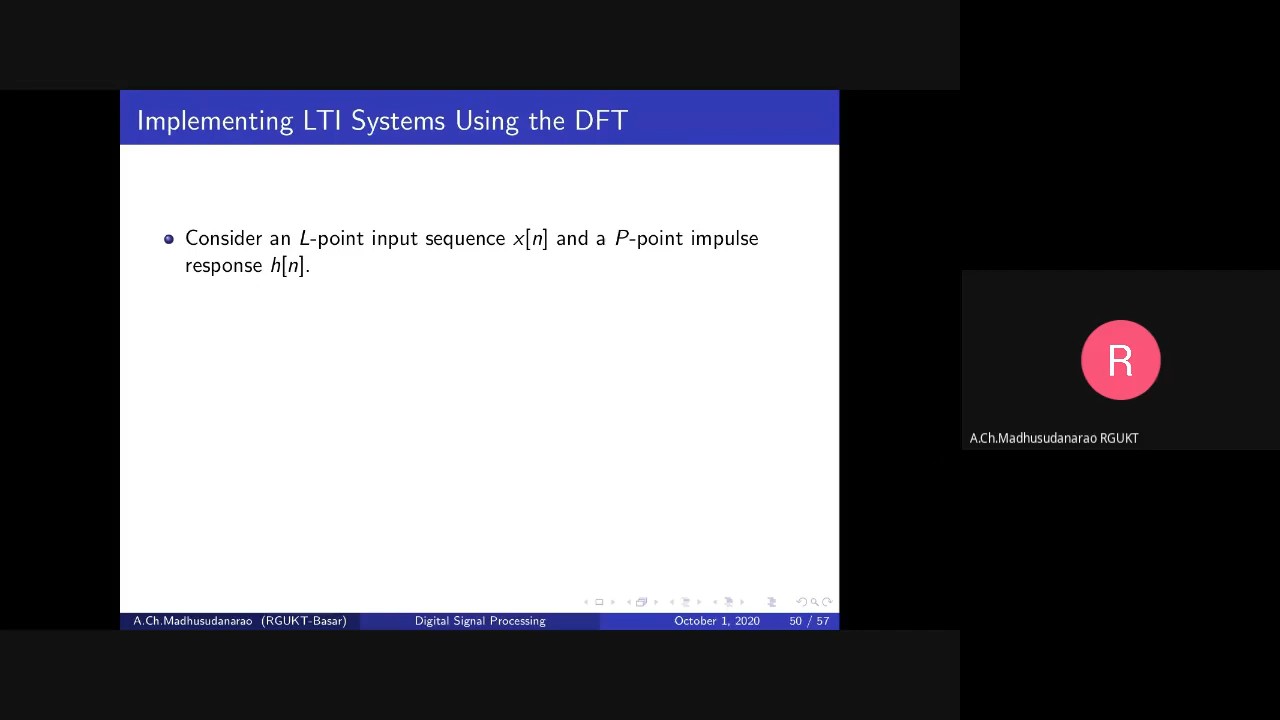 Implementing LTI Systems Using the DFT
Consider an L-point input sequence x[n] and a P-point impulse
response h[n].
A.Ch.Madhusudanarao (RGUKT-Basar)
Digital Signal Processing
October 1, 2020
50 / 57
R
A.Ch.Madhusudanarao RGUKT